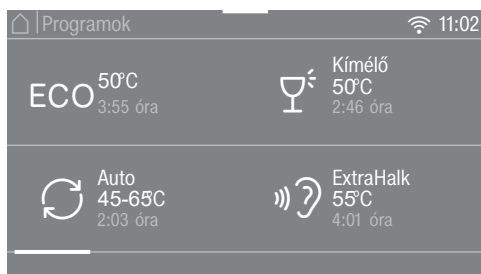 Programok
11:02
ECO
50°C
3:55 óra
Kímélő
50°C
2:46 óra
Auto
45-65°C
2:03 óra
ExtraHalk
55°C
4:01 óra